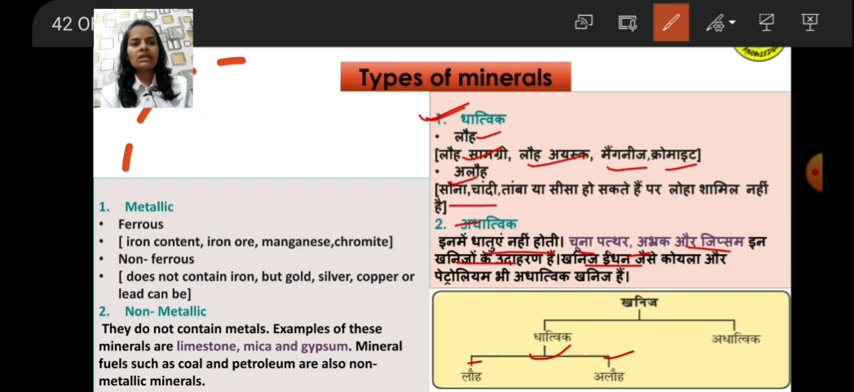 42 OF
Types of minerals
1. धात्विक
• लौह
[लौह सामग्री, लौह अयस्क, मैंगनीज,क्रोमाइट]
• अलौह
[सोना,चांदी,तांबा या सीसा हो सकते हैं पर लोहा शामिल नहीं
है]
2. अधात्विक
इनमें धातुएं नहीं होती। चूना पत्थर, अभ्रक और जिप्सम इन
खनिजों के उदाहरण हैं।खनिज ईंधन जैसे कोयला और
पेट्रोलियम भी अधात्विक खनिज हैं।
1. Metallic
• Ferrous
• [ iron content, iron ore, manganese,chromite]
• Non- ferrous
• [ does not contain iron, but gold, silver, copper or
lead can be]
2. Non- Metallic
They do not contain metals. Examples of these
minerals are limestone, mica and gypsum. Mineral
fuels such as coal and petroleum are also non-
metallic minerals.
खनिज
धात्विक अधात्विक
लौह अलौह